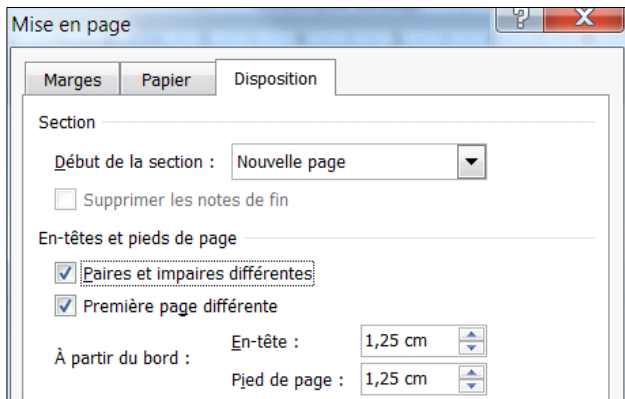 Mise en page
Marges Papier Disposition
Section
Début de la section : Nouvelle page
Supprimer les notes de fin
En-têtes et pieds de page
Paires et impaires différentes
Première page différente
En-tête : 1,25 cm
À partir du bord :
Pied de page : 1,25 cm